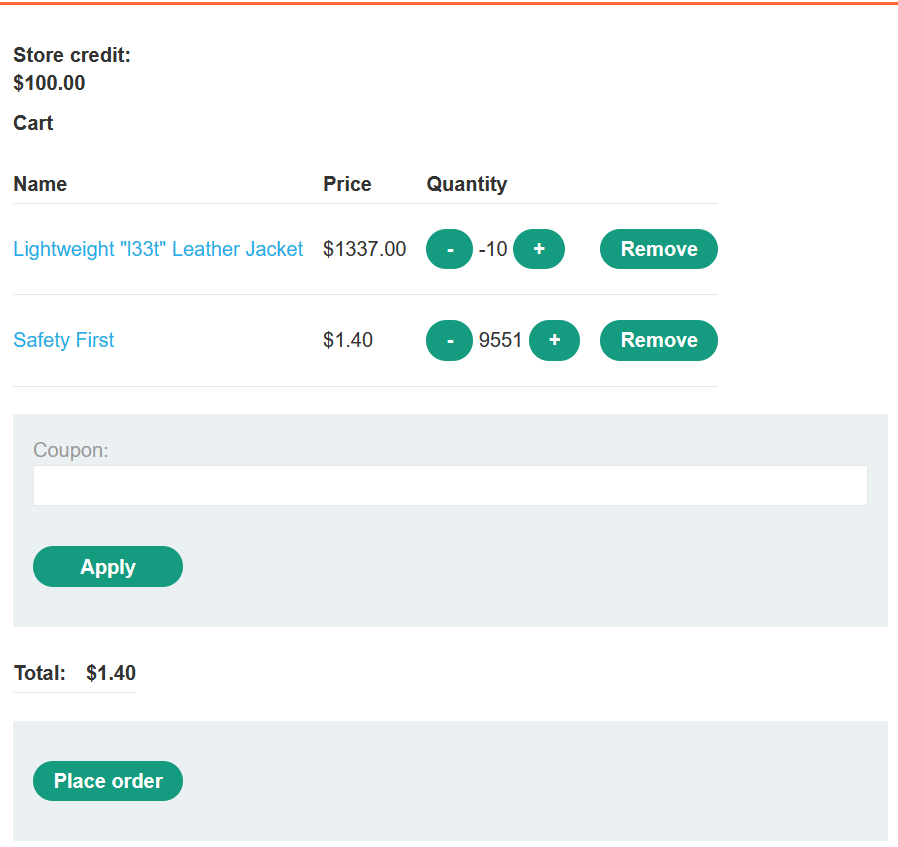 Store credit:
$100.00
Cart
Name Price Quantity
Lightweight "l33t" Leather Jacket $1337.00 - -10 + Remove
Safety First $1.40 - 9551 + Remove
Coupon:
Apply
Total: $1.40
Place order